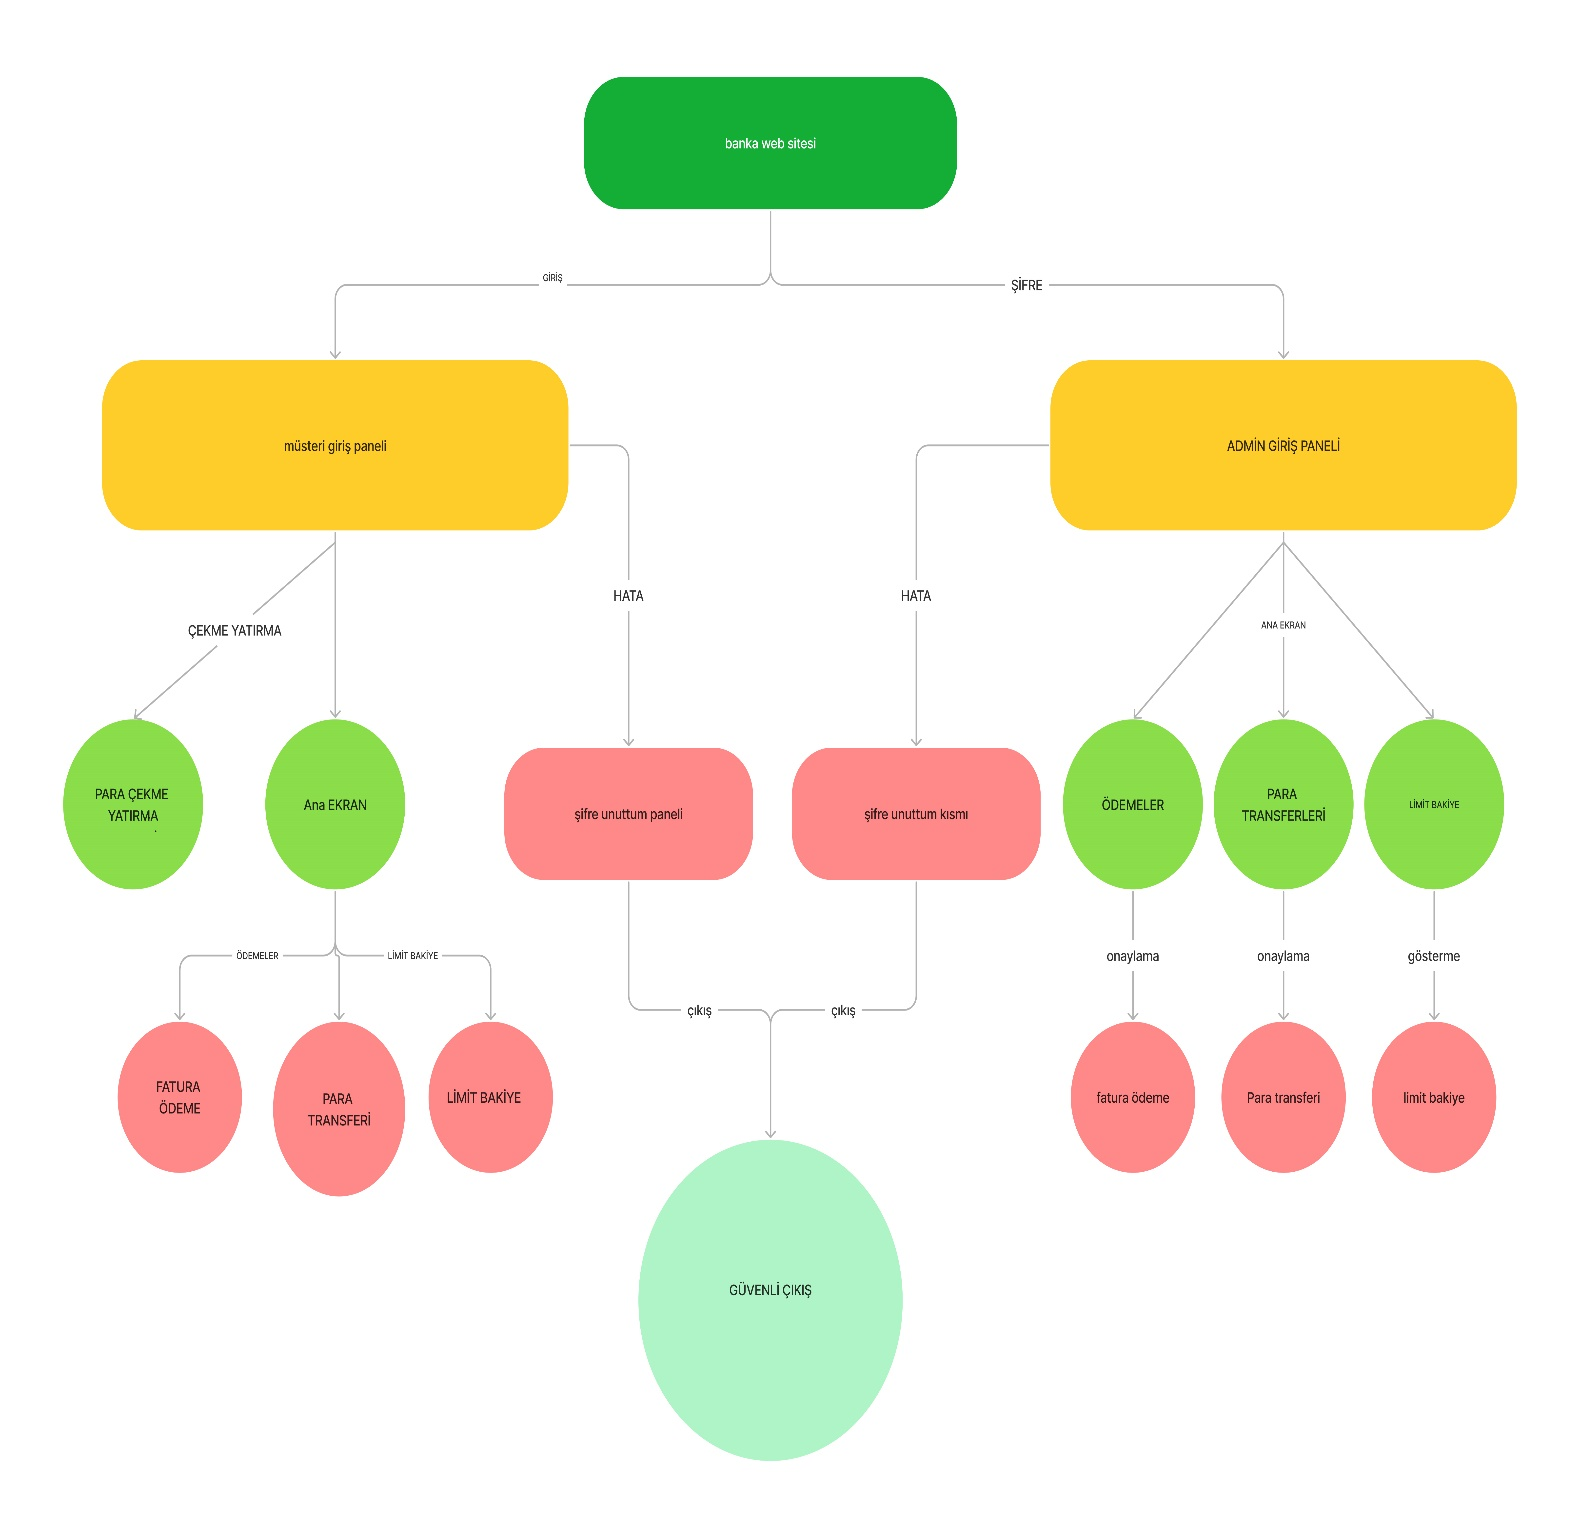 banka web sitesi
GİRİŞ
ŞİFRE
müsteri giriş paneli
ADMİN GİRİŞ PANELİ
HATA
HATA
ÇEKME YATIRMA
ANA EKRAN
PARA ÇEKME
YATIRMA
.
Ana EKRAN
şifre unuttum paneli
şifre unuttum kısmı
ÖDEMELER
PARA
TRANSFERLERİ
LİMİT BAKİYE
ÖDEMELER
LİMİT BAKİYE
onaylama
onaylama
gösterme
çıkış
çıkış
FATURA
ÖDEME
PARA
TRANSFERİ
LİMİT BAKİYE
fatura ödeme
Para transferi
limit bakiye
GÜVENLİ ÇIKIŞ